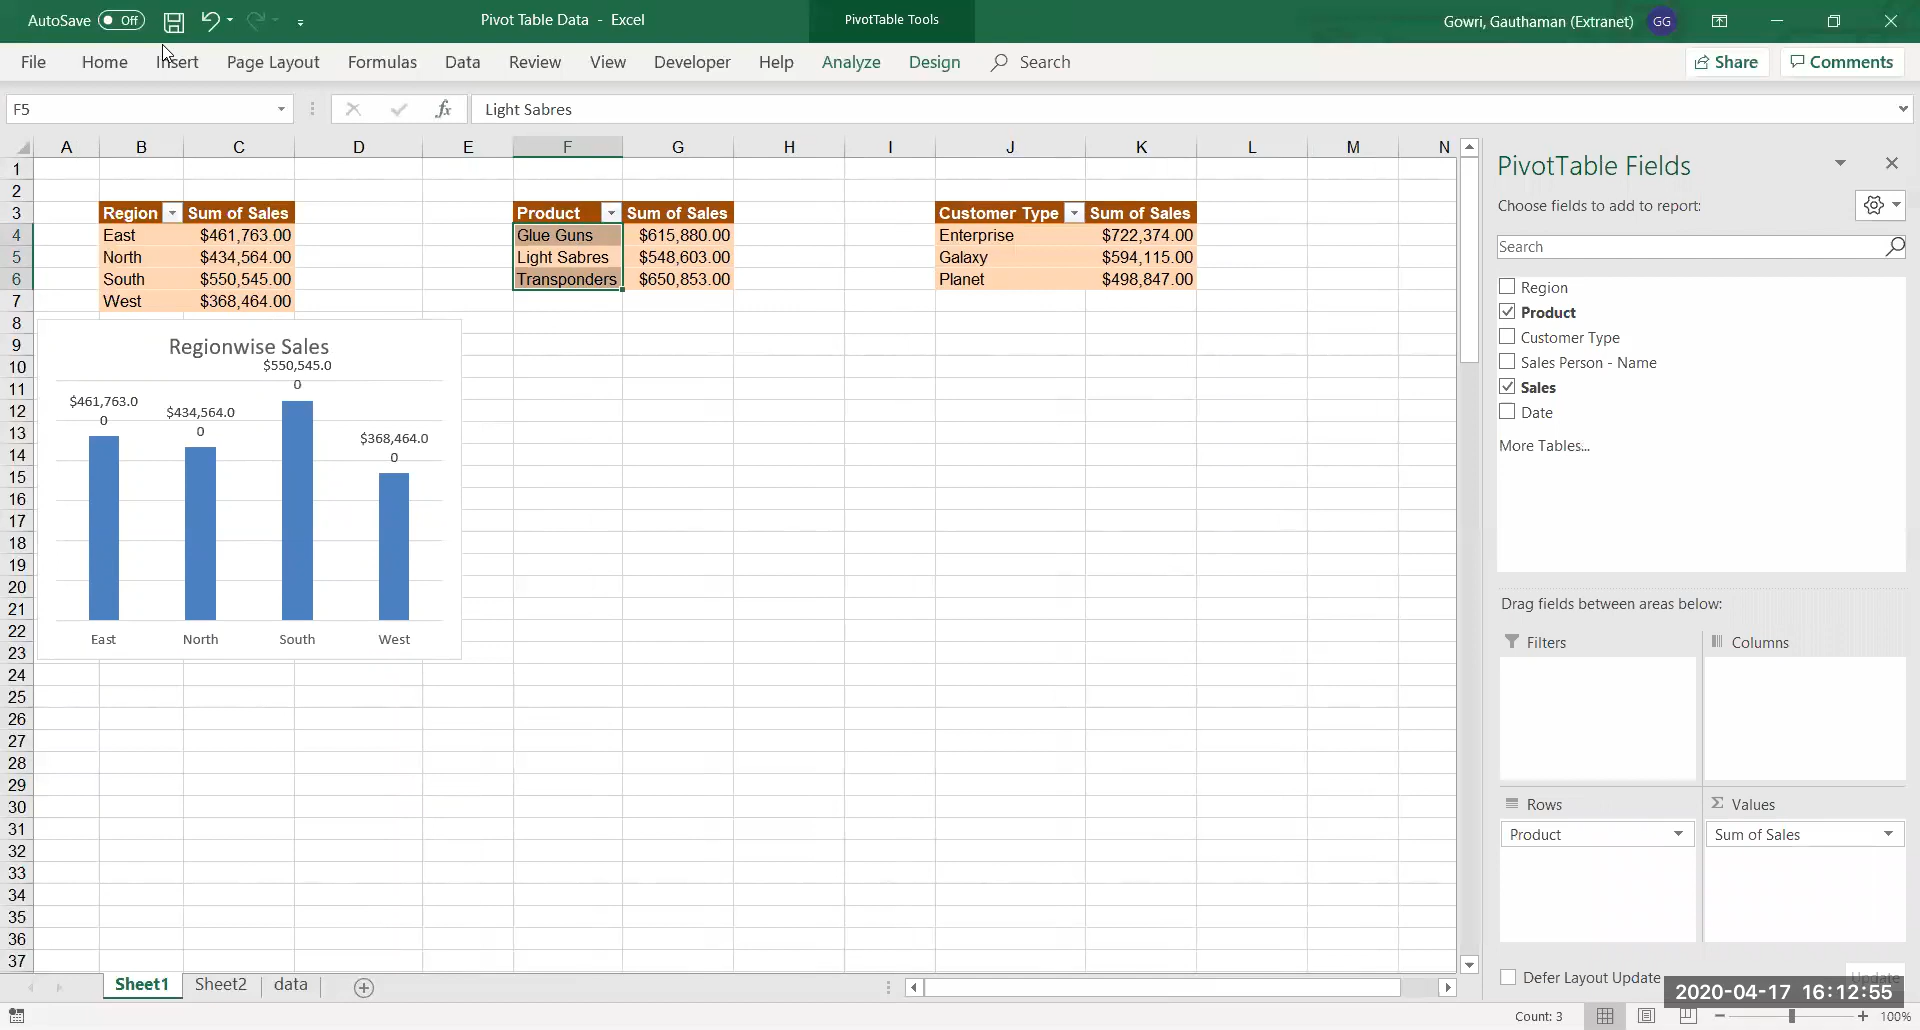 AutoSave Off
Pivot Table Data - Excel
PivotTable Tools
Gowri, Gauthaman (Extranet) GG
File Home Insert Page Layout Formulas Data Review View Developer Help Analyze Design Search Share Comments
F5 fx Light Sabres
A B C D E F G H I J K L M N
1
2
3 Region Sum of Sales Product Sum of Sales Customer Type Sum of Sales
4 East $461,763.00 Glue Guns $615,880.00 Enterprise $722,374.00
5 North $434,564.00 Light Sabres $548,603.00 Galaxy $594,115.00
6 South $550,545.00 Transponders $650,853.00 Planet $498,847.00
7 West $368,464.00
8
9
10
11
12
13
14
15
16
17
18
19
20
21
22
23
24
25
26
27
28
29
30
31
32
33
34
35
36
37
Regionwise Sales
$550,545.0
0
$461,763.0
0
$434,564.0
0
$368,464.0
0
East North South West
PivotTable Fields
Choose fields to add to report:
Search
Region
Product
Customer Type
Sales Person - Name
Sales
Date
More Tables...
Drag fields between areas below:
Filters Columns
Rows Σ Values
Product Sum of Sales
Defer Layout Update Update
2020-04-17 16:12:55
Sheet1 Sheet2 data
Count: 3 100%